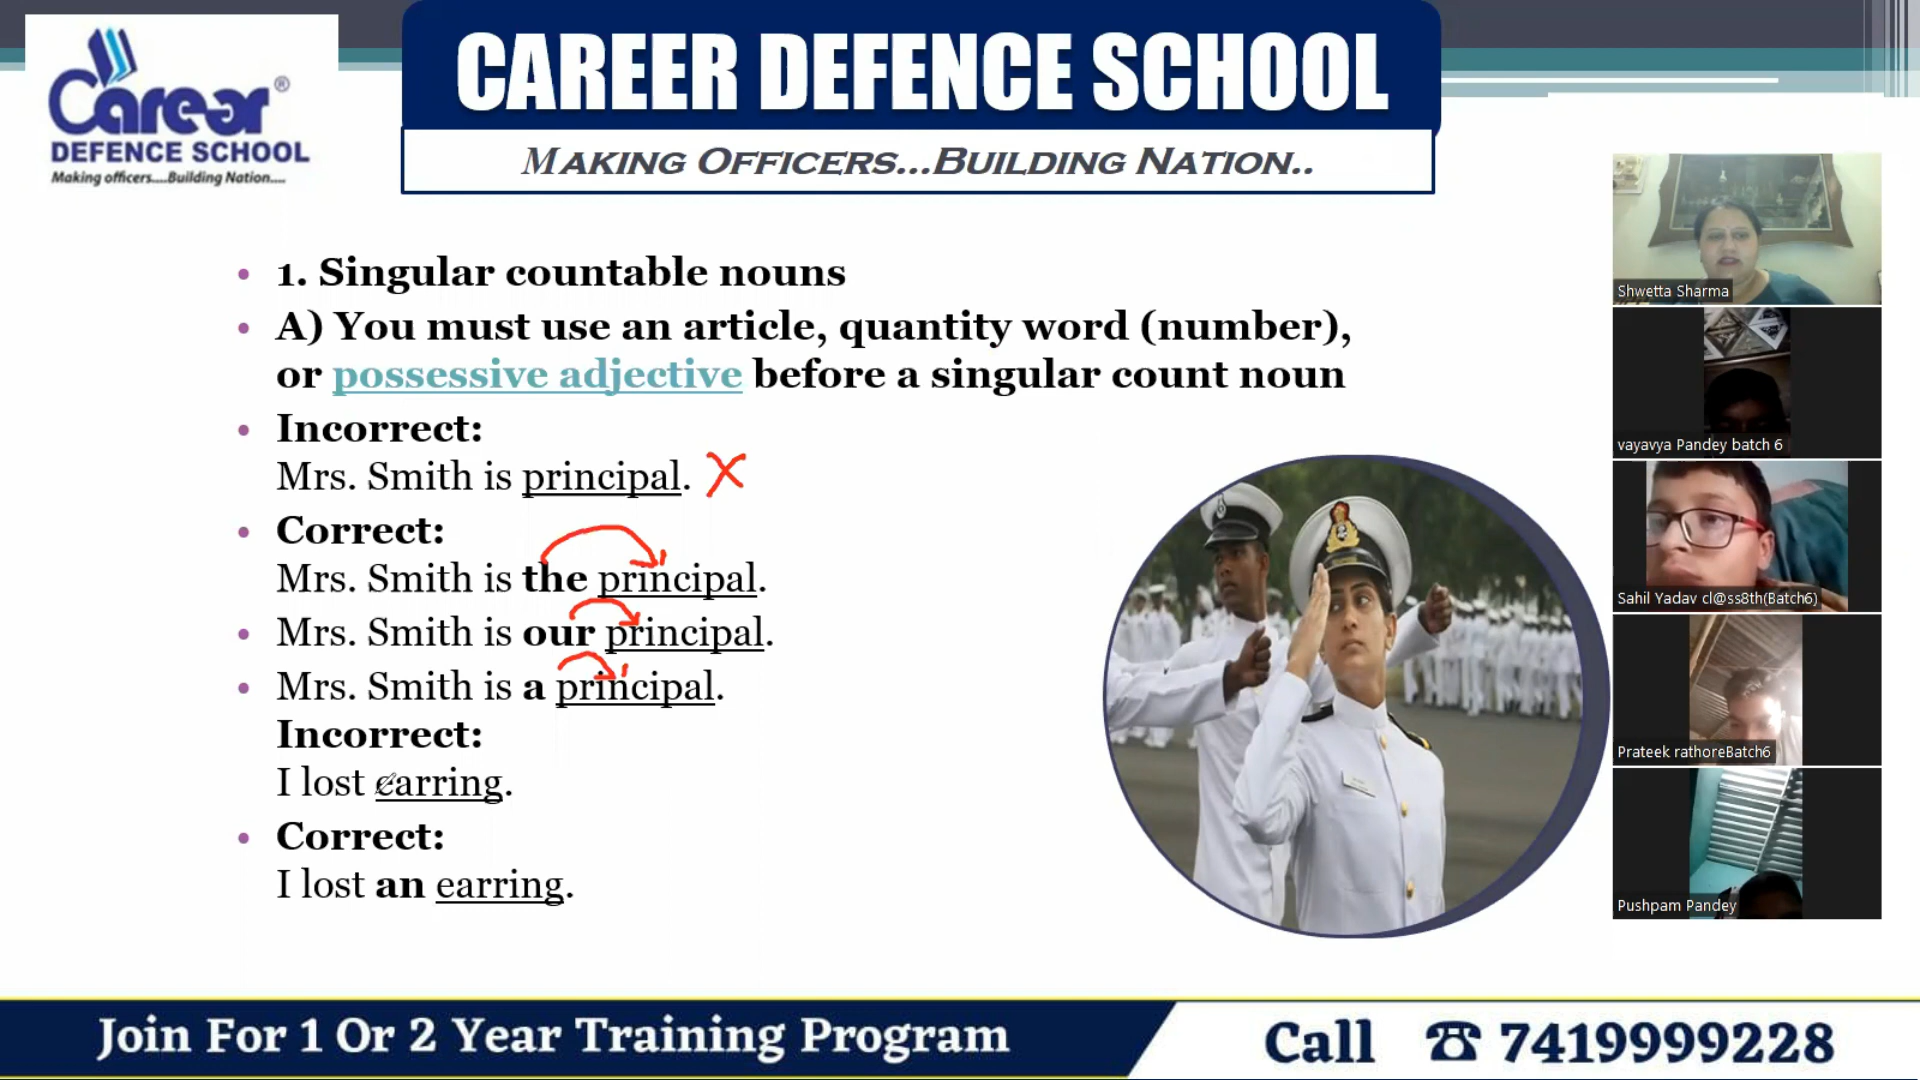 Career®
DEFENCE SCHOOL
Making officers....Building Nation....
CAREER DEFENCE SCHOOL
MAKING OFFICERS...BUILDING NATION..
• 1. Singular countable nouns
• A) You must use an article, quantity word (number),
or possessive adjective before a singular count noun
• Incorrect:
Mrs. Smith is principal. X
• Correct:
Mrs. Smith is the principal.
• Mrs. Smith is our principal.
• Mrs. Smith is a principal.
Incorrect:
I lost earring.
• Correct:
I lost an earring.
Shwetta Sharma
vayavya Pandey batch 6
Sahil Yadav cl@ss8th(Batch6)
Prateek rathoreBatch6
Pushpam Pandey
Join For 1 Or 2 Year Training Program
Call ☎ 7419999228